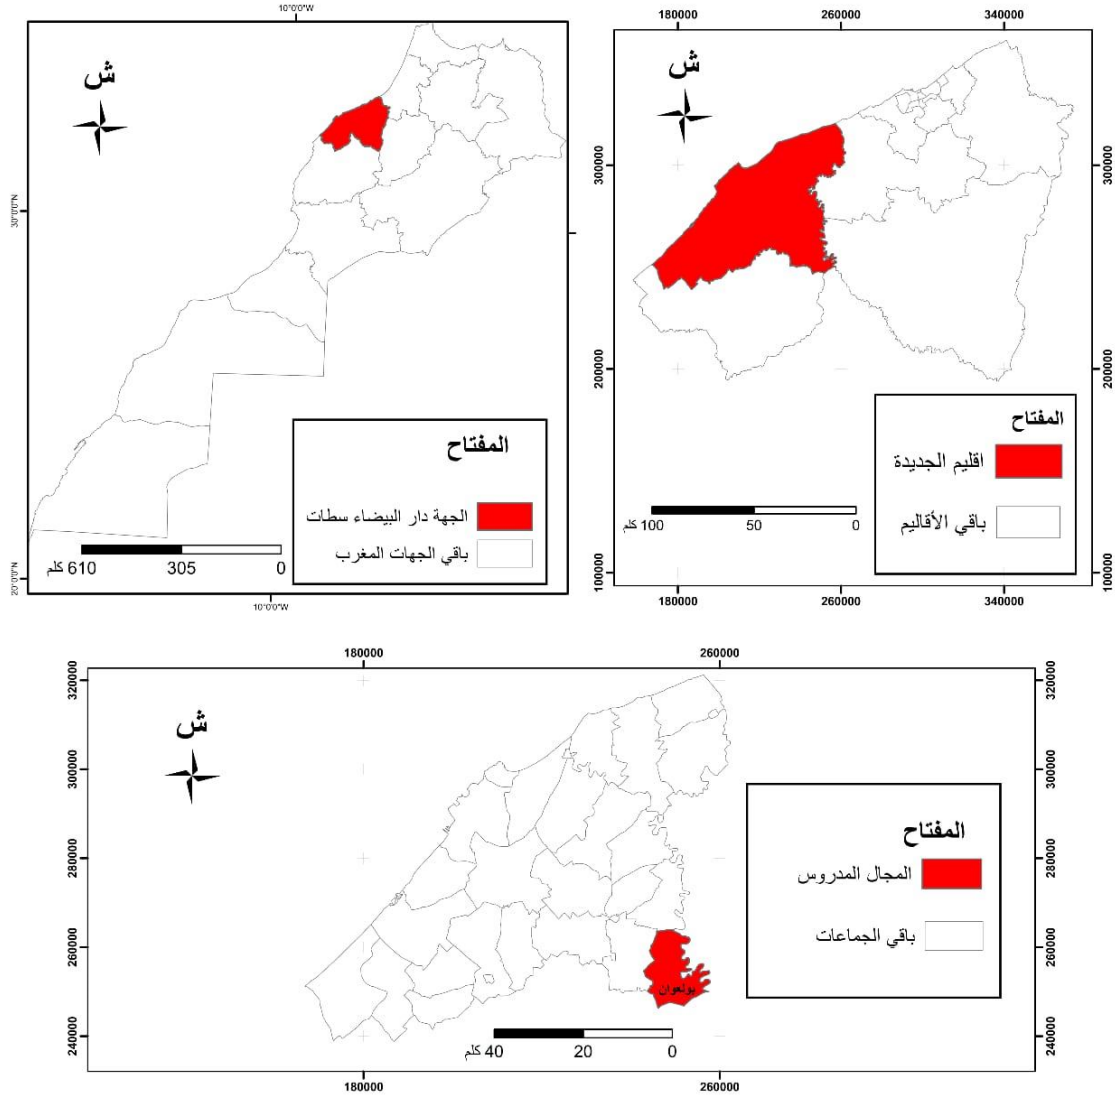 10°0'0"W
ش
30°0'0"N
20°0'0"N
المفتاح
الجهة دار البيضاء سطات
باقي الجهات المغرب
0 305 610 كلم
10°0'0"W
180000 260000 340000
ش
300000 300000
200000 200000
100000 100000
المفتاح
اقليم الجديدة
باقي الأقاليم
0 50 100 كلم
180000 260000 340000
180000 260000
ش
320000 320000
300000 300000
280000 280000
260000 260000
240000 240000
المفتاح
المجال المدروس
باقي الجماعات
بولعوان
0 20 40 كلم
180000 260000